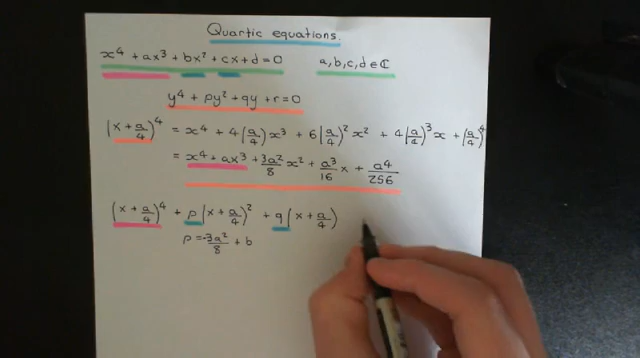 Quartic equations.
x⁴ + ax³ + bx² + cx + d = 0 a, b, c, d ∈ ℂ
y⁴ + py² + qy + r = 0
(x + a/4)⁴ = x⁴ + 4(a/4)x³ + 6(a/4)²x² + 4(a/4)³x + (a/4)⁴
= x⁴ + ax³ + 3a²/8 x² + a³/16 x + a⁴/256
(x + a/4)⁴ + p(x + a/4)² + q(x + a/4)
p = -3a²/8 + b